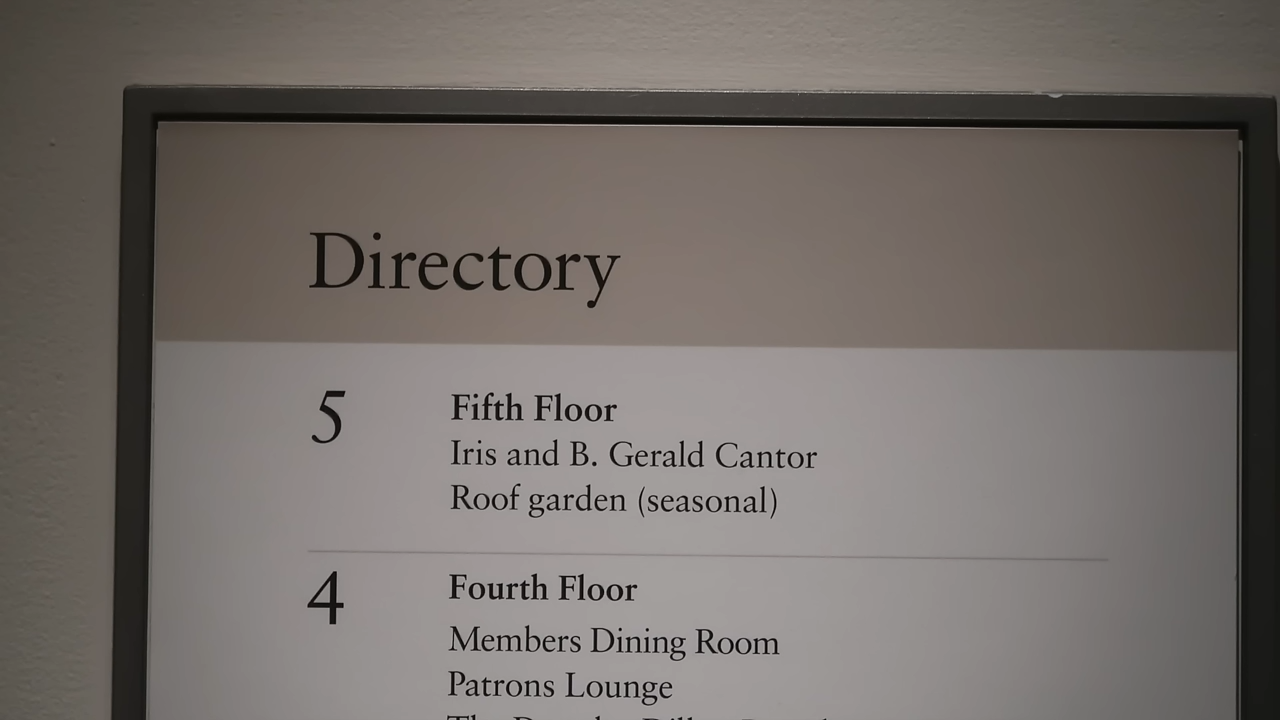 Directory
5 Fifth Floor
Iris and B. Gerald Cantor
Roof garden (seasonal)
4 Fourth Floor
Members Dining Room
Patrons Lounge